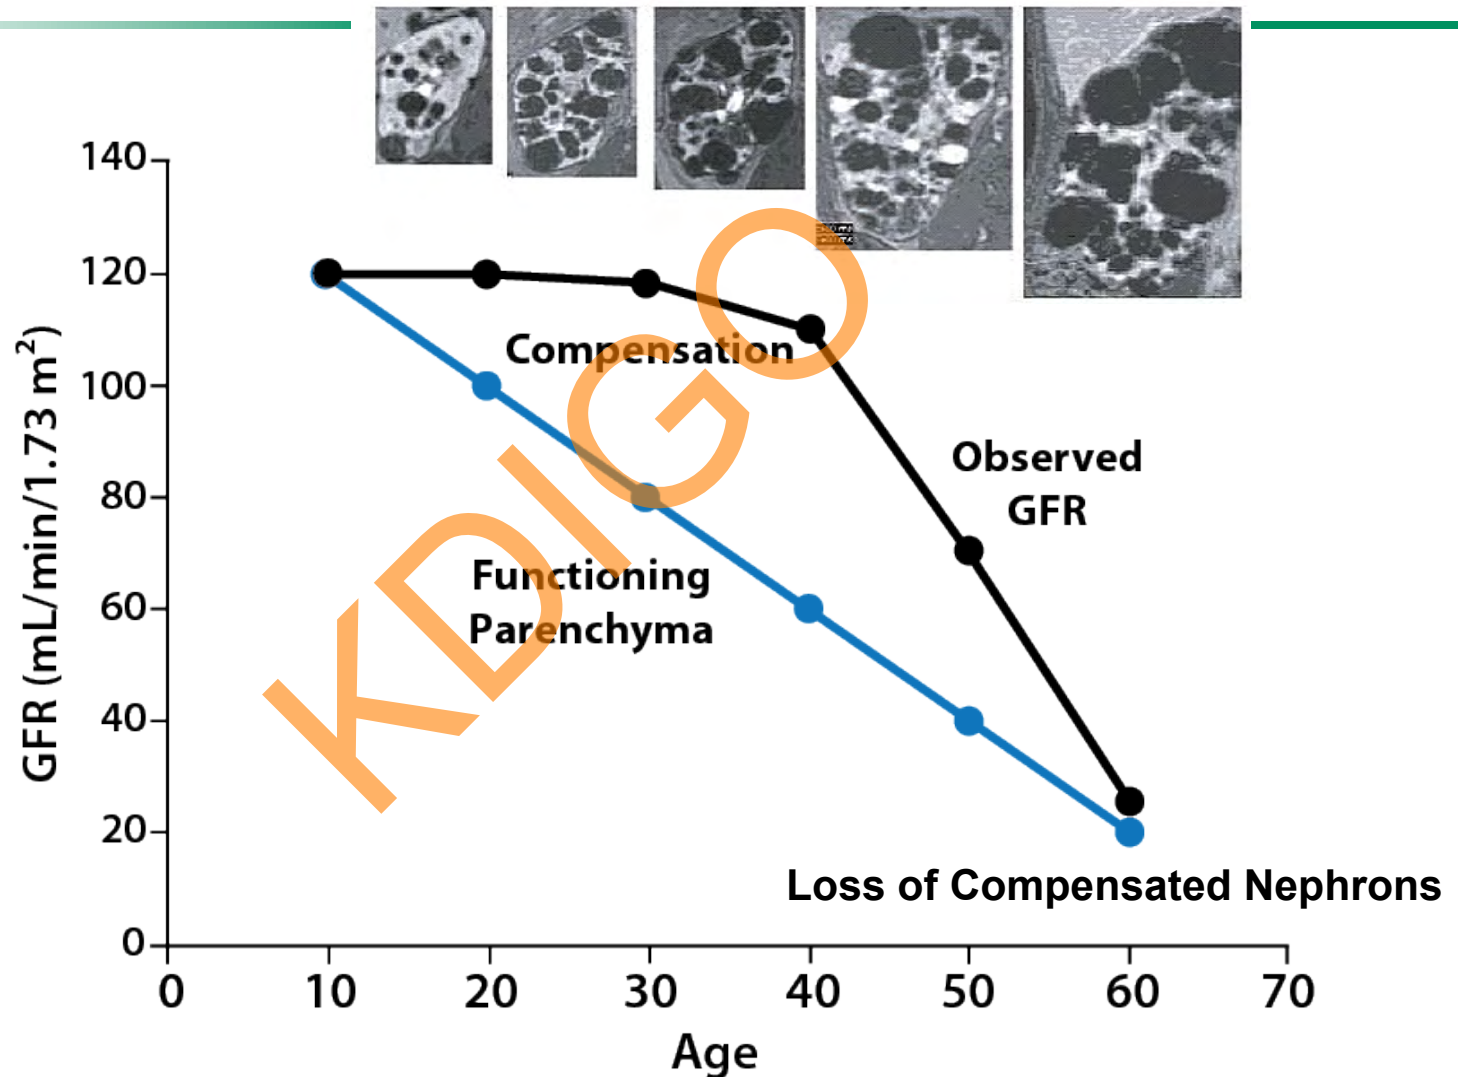 140
120
100
80
60
40
20
0
GFR (mL/min/1.73 m²)
Compensation
Observed
GFR
Functioning
Parenchyma
KDIGO
Loss of Compensated Nephrons
0 10 20 30 40 50 60 70
Age